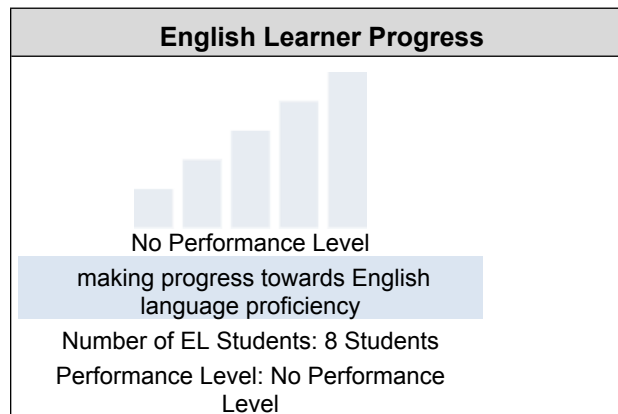 English Learner Progress
No Performance Level
making progress towards English
language proficiency
Number of EL Students: 8 Students
Performance Level: No Performance
Level